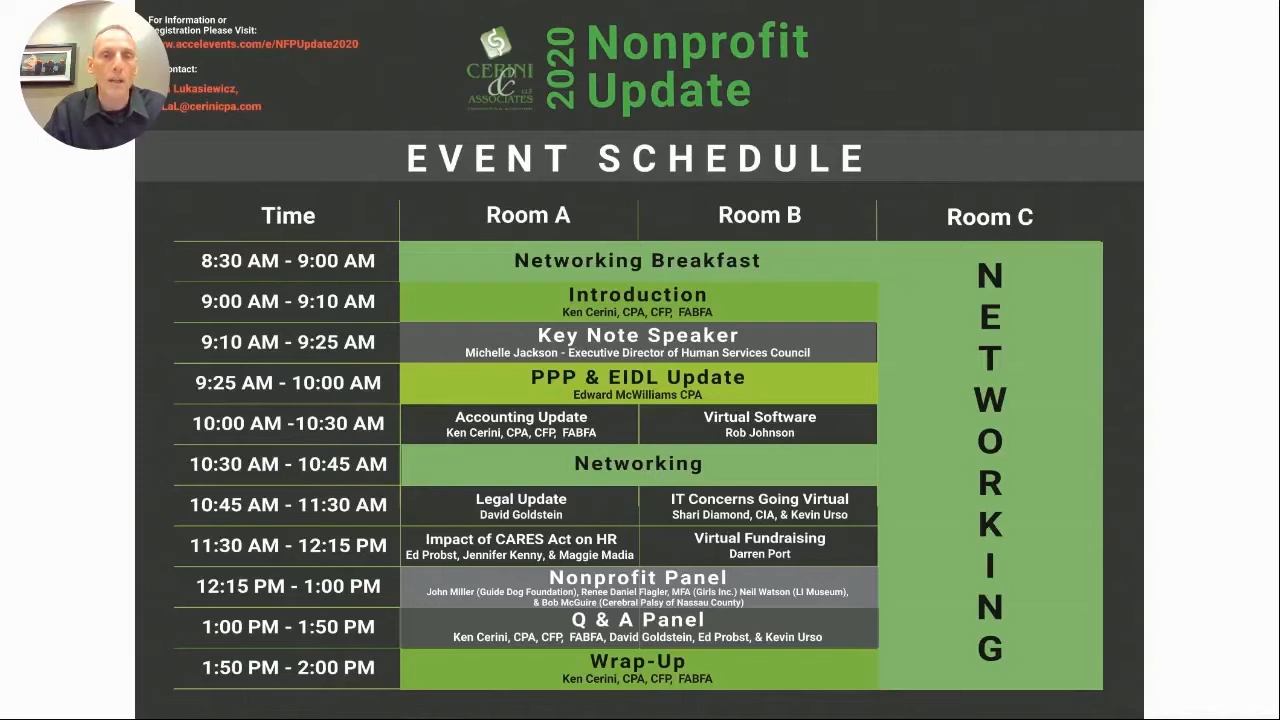 For Information or
egistration Please Visit:
w.accelevents.com/e/NFPUpdate2020
ontact:
Lukasiewicz,
aL@cerinicpa.com
CERINI
& LLP
ASSOCIATES
2020
Nonprofit
Update
EVENT SCHEDULE
Time Room A Room B Room C
8:30 AM - 9:00 AM Networking Breakfast
9:00 AM - 9:10 AM Introduction
Ken Cerini, CPA, CFP, FABFA
9:10 AM - 9:25 AM Key Note Speaker
Michelle Jackson - Executive Director of Human Services Council
9:25 AM - 10:00 AM PPP & EIDL Update
Edward McWilliams CPA
10:00 AM -10:30 AM Accounting Update Virtual Software
Ken Cerini, CPA, CFP, FABFA Rob Johnson
10:30 AM - 10:45 AM Networking
10:45 AM - 11:30 AM Legal Update IT Concerns Going Virtual
David Goldstein Shari Diamond, CIA, & Kevin Urso
11:30 AM - 12:15 PM Impact of CARES Act on HR Virtual Fundraising
Ed Probst, Jennifer Kenny, & Maggie Madia Darren Port
12:15 PM - 1:00 PM Nonprofit Panel
John Miller (Guide Dog Foundation), Renee Daniel Flagler, MFA (Girls Inc.) Neil Watson (LI Museum),
& Bob McGuire (Cerebral Palsy of Nassau County)
1:00 PM - 1:50 PM Q & A Panel
Ken Cerini, CPA, CFP, FABFA, David Goldstein, Ed Probst, & Kevin Urso
1:50 PM - 2:00 PM Wrap-Up
Ken Cerini, CPA, CFP, FABFA
NETWORKING